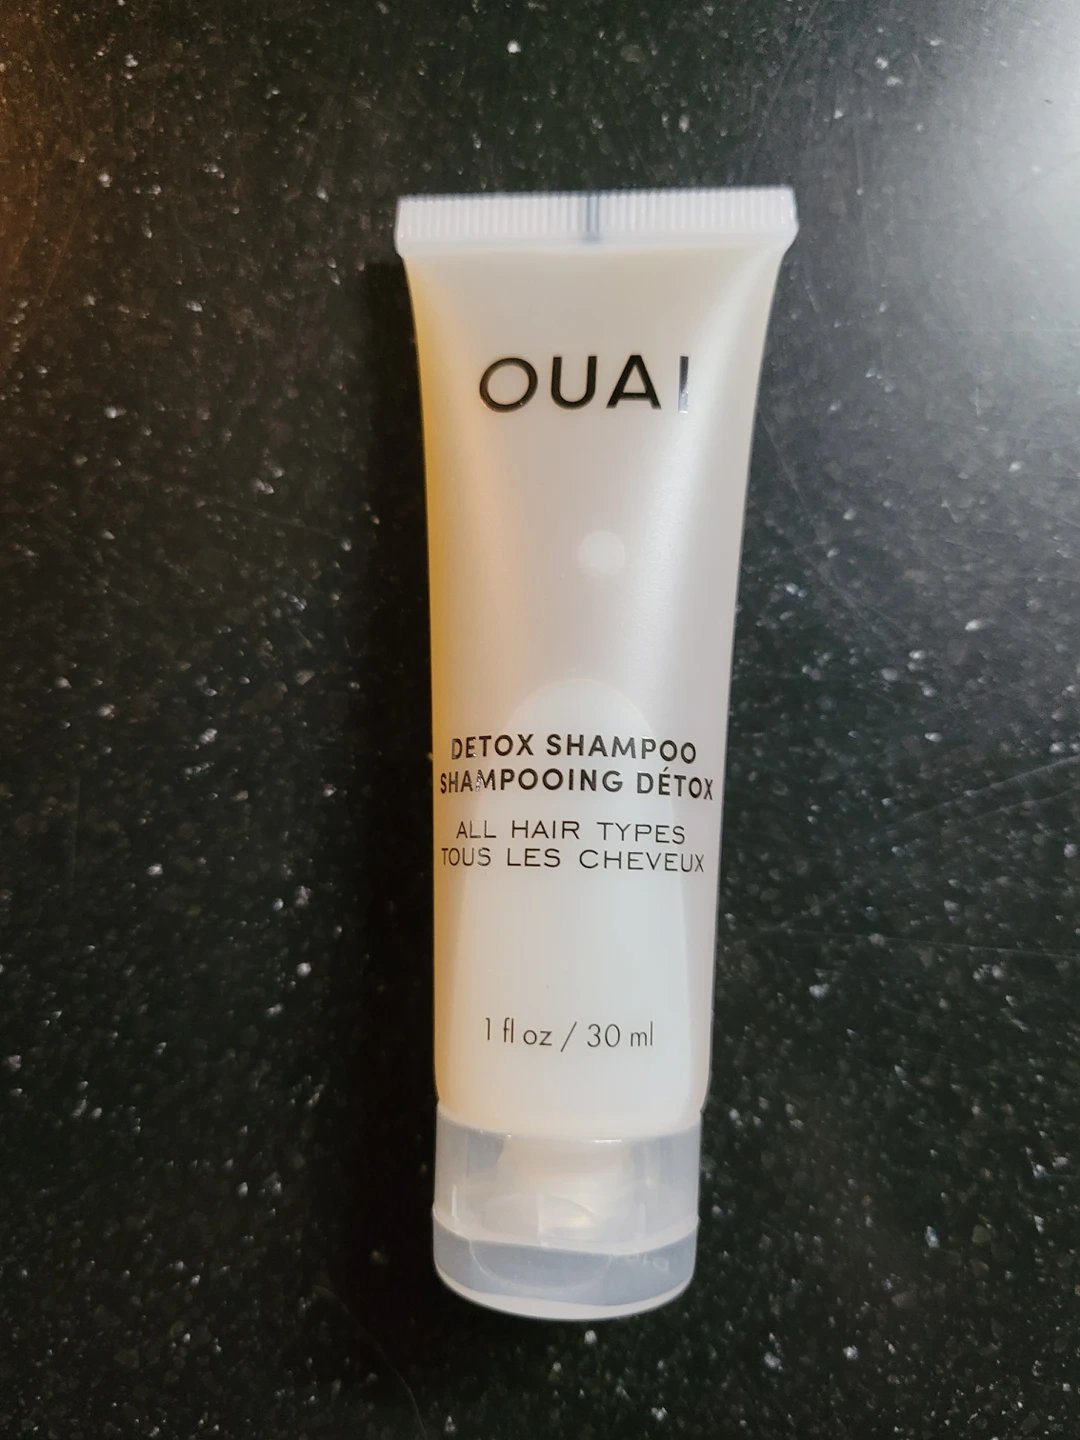 OUAI
DETOX SHAMPOO
SHAMPOOING DÉTOX
ALL HAIR TYPES
TOUS LES CHEVEUX
1 fl oz / 30 ml